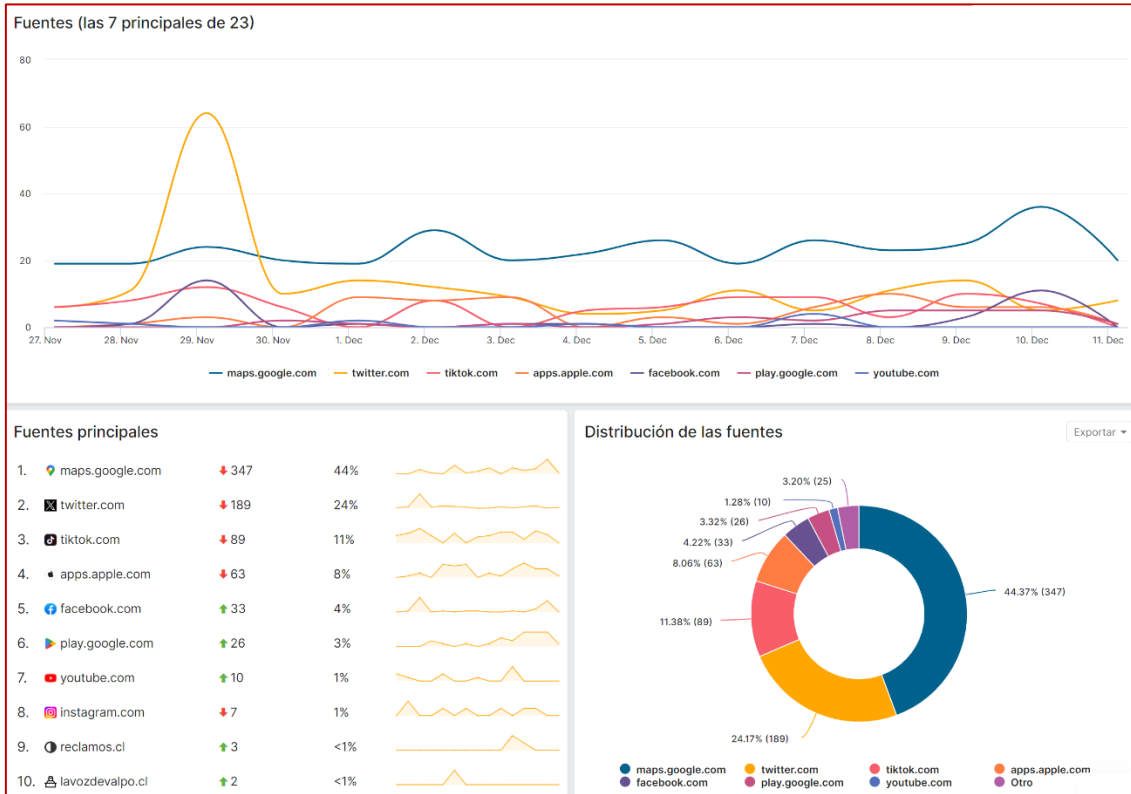 Fuentes (las 7 principales de 23)
80
60
40
20
0
27. Nov 28. Nov 29. Nov 30. Nov 1. Dec 2. Dec 3. Dec 4. Dec 5. Dec 6. Dec 7. Dec 8. Dec 9. Dec 10. Dec 11. Dec
maps.google.com twitter.com tiktok.com apps.apple.com facebook.com play.google.com youtube.com
Fuentes principales
1. maps.google.com 347 44%
2. twitter.com 189 24%
3. tiktok.com 89 11%
4. apps.apple.com 63 8%
5. facebook.com 33 4%
6. play.google.com 26 3%
7. youtube.com 10 1%
8. instagram.com 7 1%
9. reclamos.cl 3 <1%
10. lavozdevalpo.cl 2 <1%
Distribución de las fuentes
Exportar
3.20% (25)
1.28% (10)
3.32% (26)
4.22% (33)
8.06% (63)
44.37% (347)
11.38% (89)
24.17% (189)
maps.google.com twitter.com tiktok.com apps.apple.com
facebook.com play.google.com youtube.com Otro